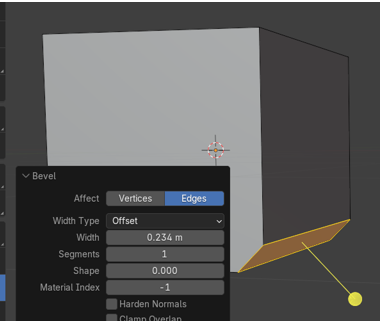 Bevel
Affect Vertices Edges
Width Type Offset
Width 0.234 m
Segments 1
Shape 0.000
Material Index -1
Harden Normals
Clamp Overlap